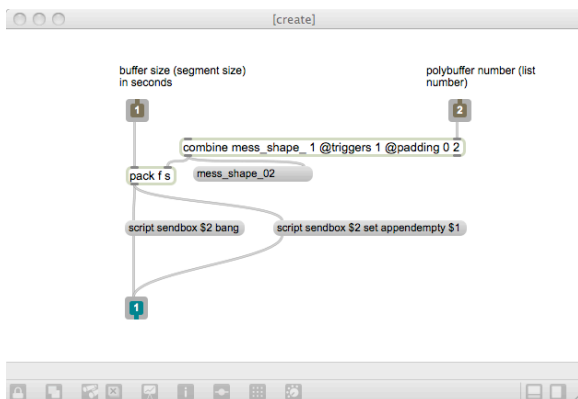 [create]
buffer size (segment size)
in seconds
polybuffer number (list
number)
1
2
combine mess_shape_ 1 @triggers 1 @padding 0 2
pack f s
mess_shape_02
script sendbox $2 bang
script sendbox $2 set appendempty $1
1
i